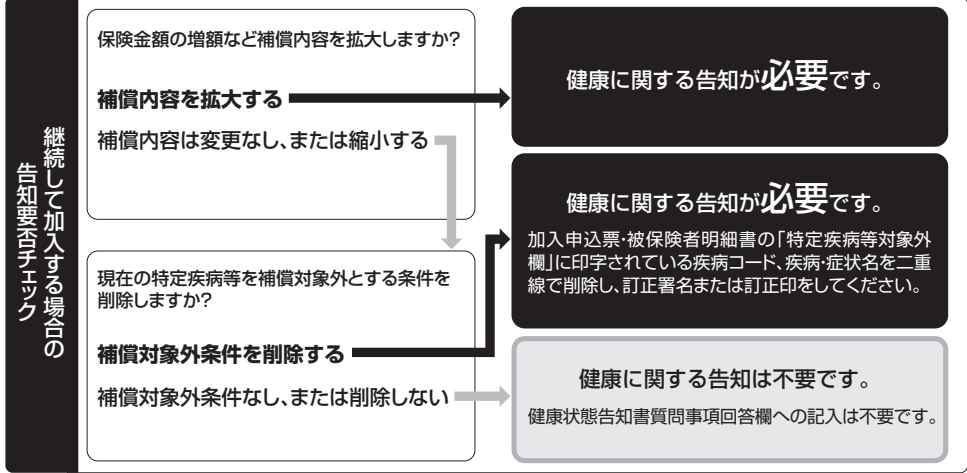 継続して加入する場合の
告知要否チェック
保険金額の増額など補償内容を拡大しますか?
補償内容を拡大する
補償内容は変更なし、または縮小する
健康に関する告知が必要です。
現在の特定疾病等を補償対象外とする条件を
削除しますか?
補償対象外条件を削除する
補償対象外条件なし、または削除しない
健康に関する告知が必要です。
加入申込票・被保険者明細書の「特定疾病等対象外
欄」に印字されている疾病コード、疾病・症状名を二重
線で削除し、訂正署名または訂正印をしてください。
健康に関する告知は不要です。
健康状態告知書質問事項回答欄への記入は不要です。